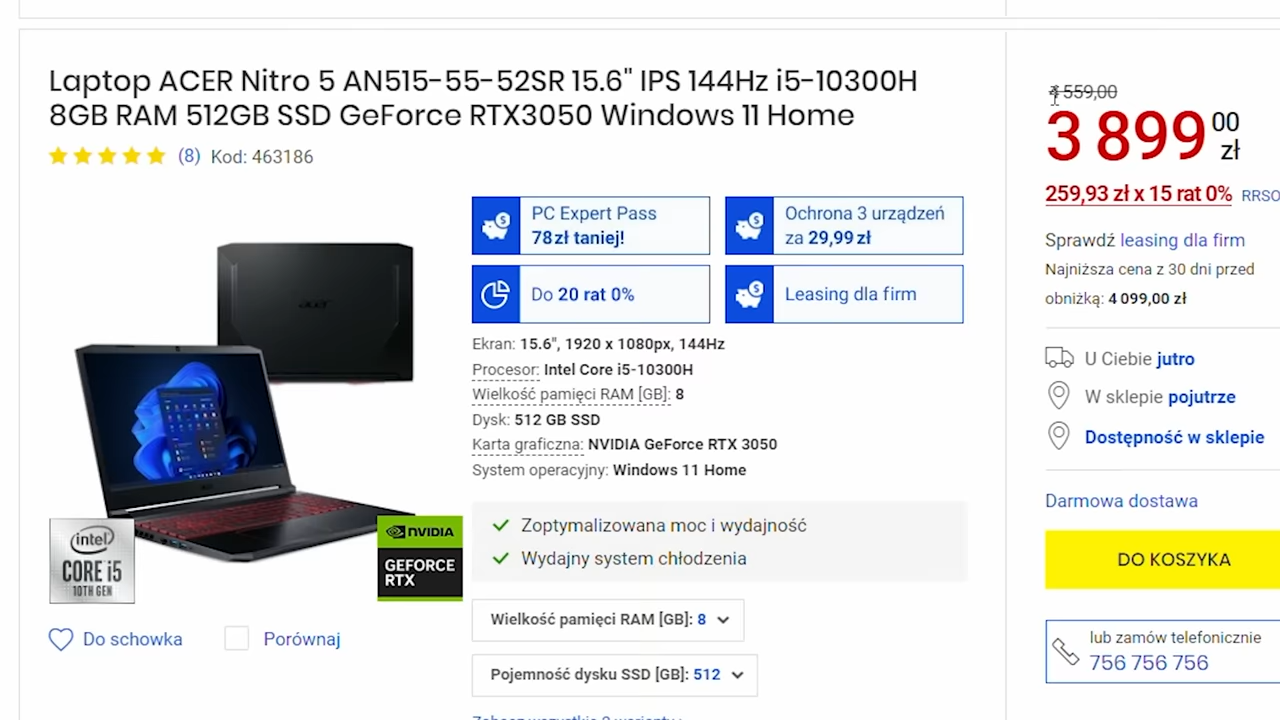 Laptop ACER Nitro 5 AN515-55-52SR 15.6" IPS 144Hz i5-10300H
8GB RAM 512GB SSD GeForce RTX3050 Windows 11 Home
(8) Kod: 463186
4 559,00
3 899 00 zł
259,93 zł x 15 rat 0% RRSO
Sprawdź leasing dla firm
Najniższa cena z 30 dni przed
obniżką: 4 099,00 zł
PC Expert Pass
78 zł taniej!
Ochrona 3 urządzeń
za 29,99 zł
Do 20 rat 0%
Leasing dla firm
Ekran: 15.6", 1920 x 1080px, 144Hz
Procesor: Intel Core i5-10300H
Wielkość pamięci RAM [GB]: 8
Dysk: 512 GB SSD
Karta graficzna: NVIDIA GeForce RTX 3050
System operacyjny: Windows 11 Home
Zoptymalizowana moc i wydajność
Wydajny system chłodzenia
Wielkość pamięci RAM [GB]: 8
Pojemność dysku SSD [GB]: 512
acer
intel
CORE i5
10TH GEN
NVIDIA
GEFORCE
RTX
Do schowka
Porównaj
U Ciebie jutro
W sklepie pojutrze
Dostępność w sklepie
Darmowa dostawa
DO KOSZYKA
lub zamów telefonicznie
756 756 756